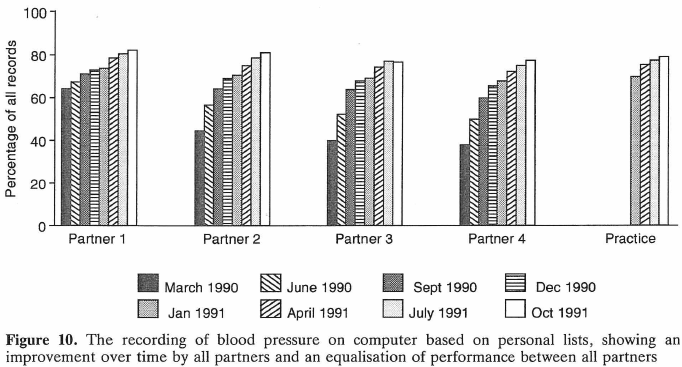 100
80
60
40
20
0
Percentage of all records
Partner 1 Partner 2 Partner 3 Partner 4 Practice
March 1990 June 1990 Sept 1990 Dec 1990
Jan 1991 April 1991 July 1991 Oct 1991
Figure 10. The recording of blood pressure on computer based on personal lists, showing an
improvement over time by all partners and an equalisation of performance between all partners